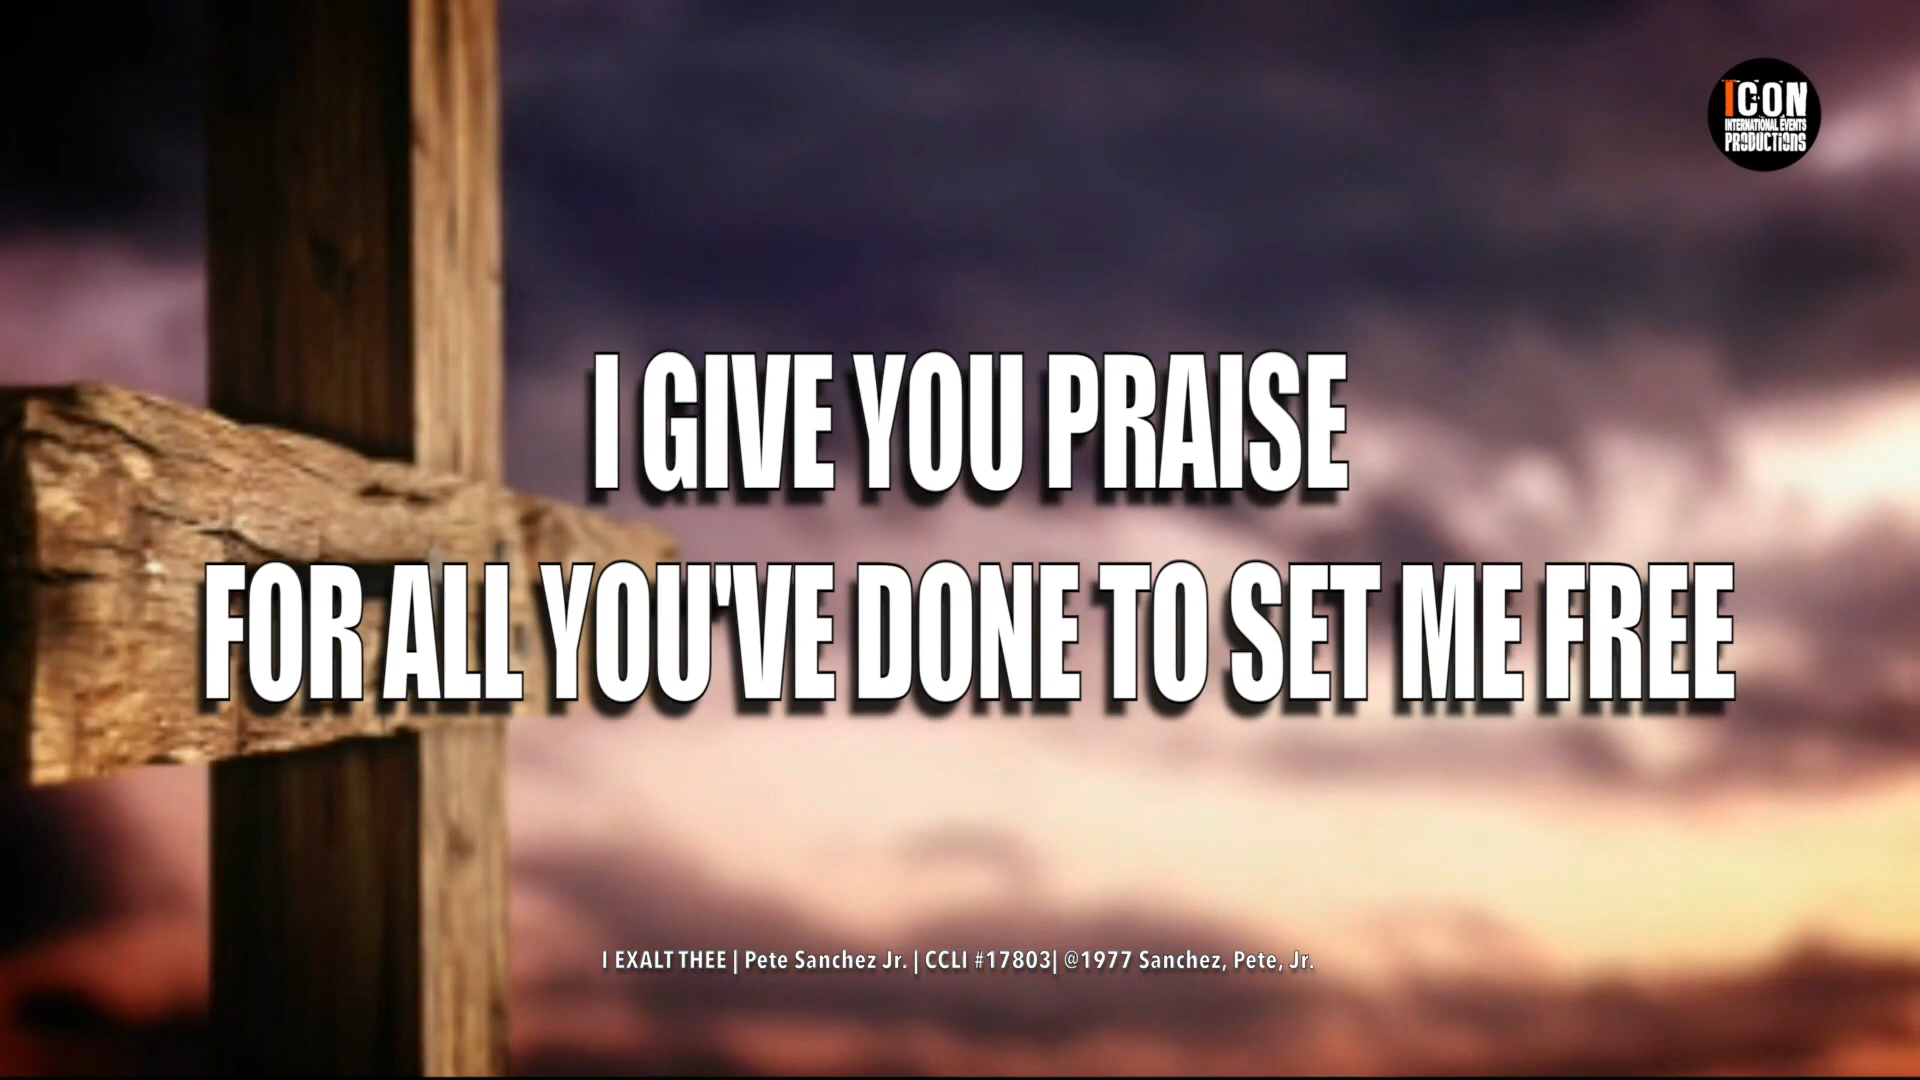 ICON
INTERNATIONAL EVENTS
PRODUCTIONS
I GIVE YOU PRAISE
FOR ALL YOU'VE DONE TO SET ME FREE
I EXALT THEE | Pete Sanchez Jr. | CCLI #17803| @1977 Sanchez, Pete, Jr.